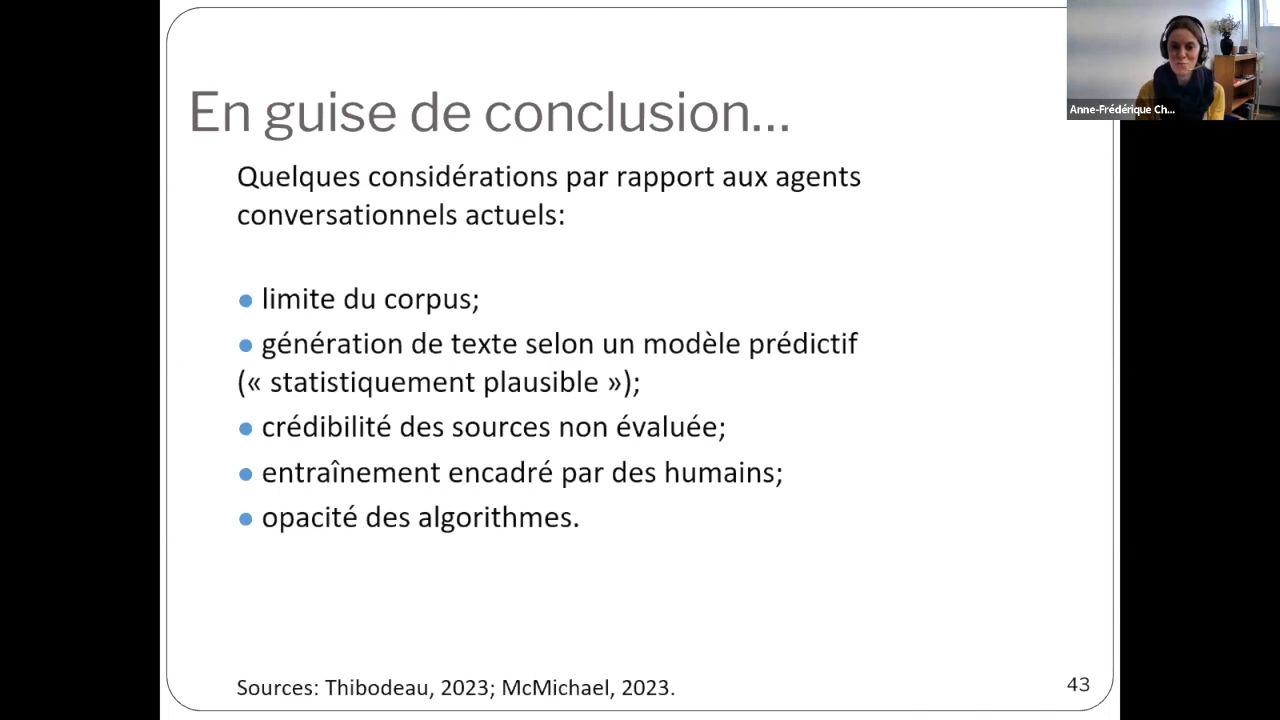 En guise de conclusion...
Quelques considérations par rapport aux agents
conversationnels actuels:
● limite du corpus;
● génération de texte selon un modèle prédictif
(« statistiquement plausible »);
● crédibilité des sources non évaluée;
● entraînement encadré par des humains;
● opacité des algorithmes.
Sources: Thibodeau, 2023; McMichael, 2023.
43
Anne-Frédérique Ch...